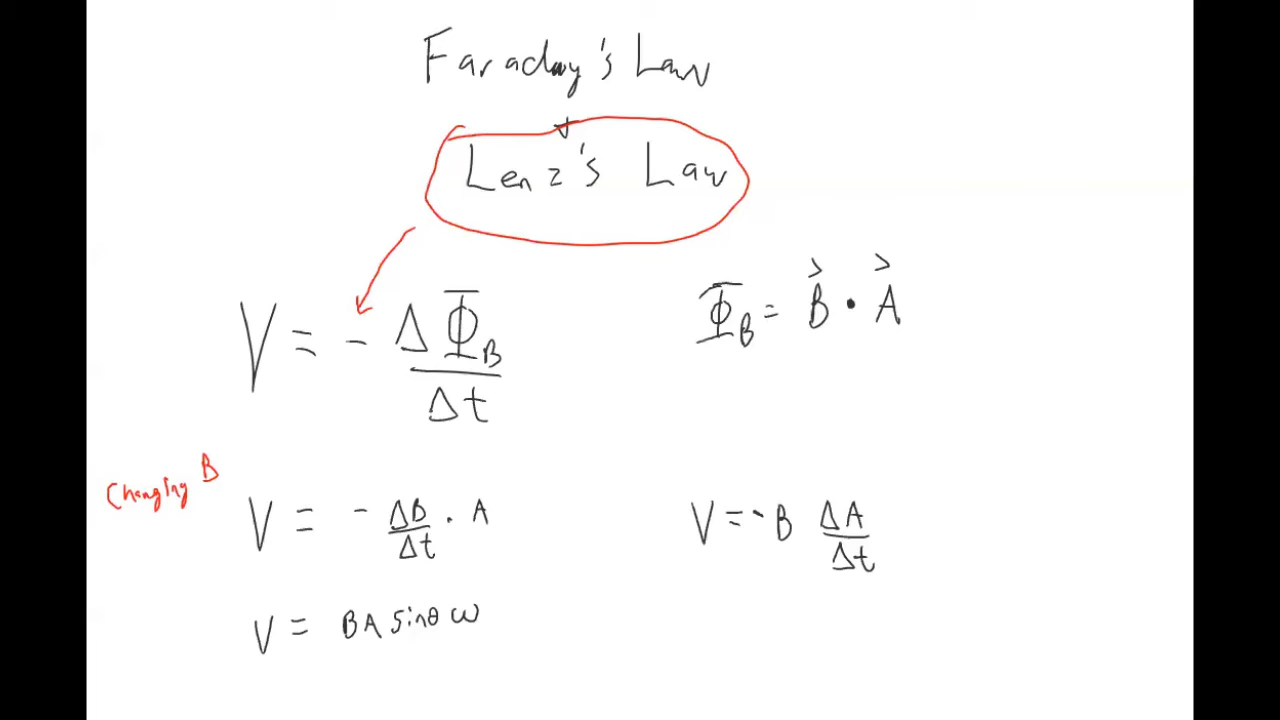 Faraday's Law
+
Lenz's Law
V = - ΔΦ_B / Δt
Φ_B = B⃗ • A⃗
Changing B
V = - ΔB/Δt · A
V = - B ΔA/Δt
V = BA sinθ ω